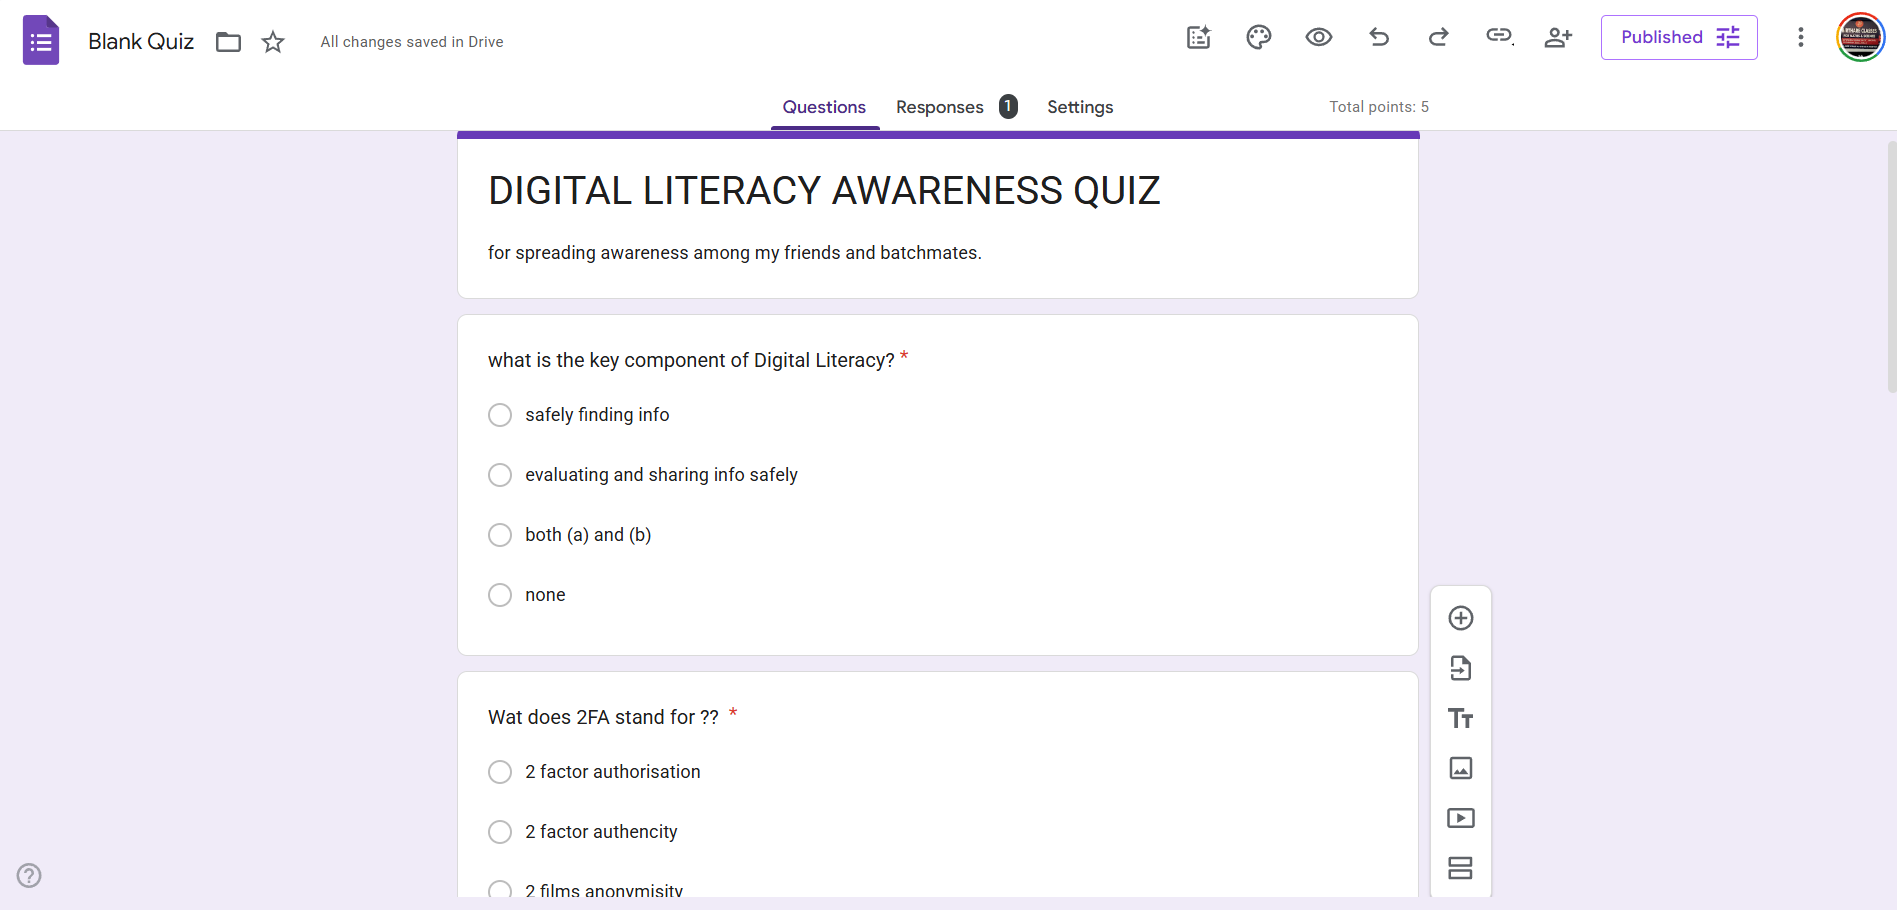 Blank Quiz
All changes saved in Drive
Published
Questions
Responses 1
Settings
Total points: 5
DIGITAL LITERACY AWARENESS QUIZ
for spreading awareness among my friends and batchmates.
what is the key component of Digital Literacy? *
safely finding info
evaluating and sharing info safely
both (a) and (b)
none
Wat does 2FA stand for ?? *
2 factor authorisation
2 factor authencity
2 films anonymisity